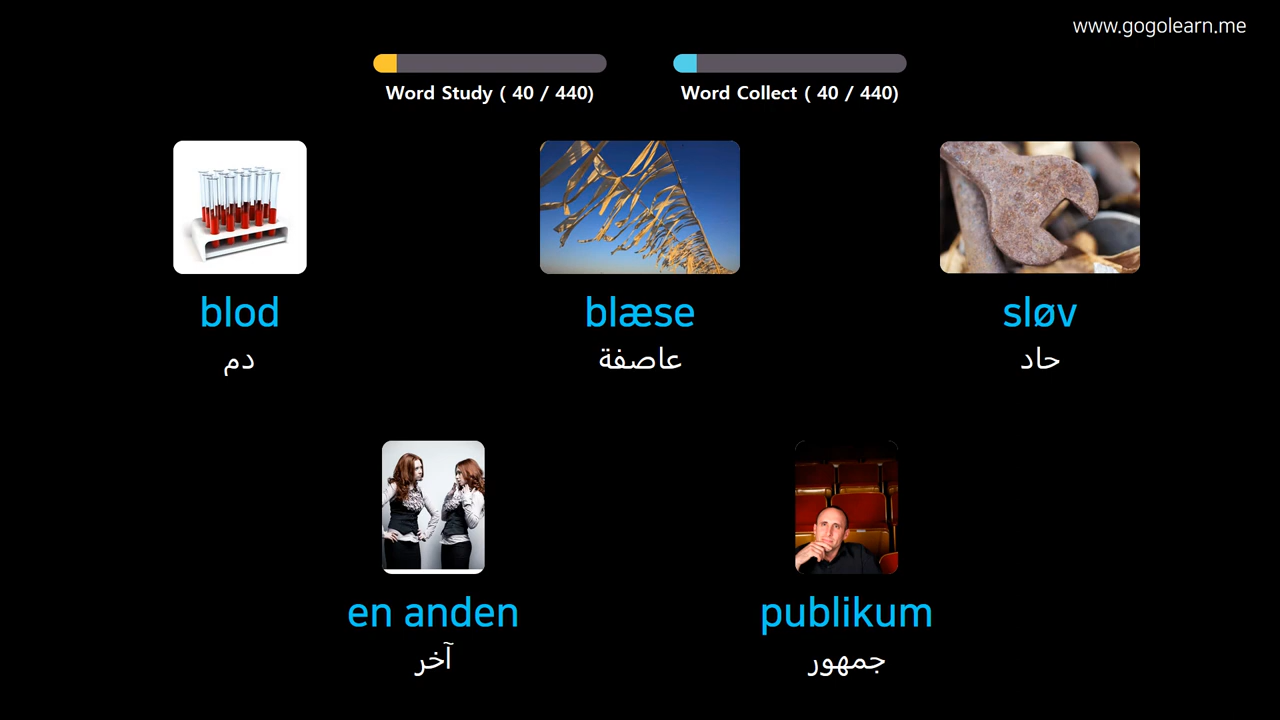 www.gogolearn.me
Word Study ( 40 / 440)
Word Collect ( 40 / 440)
blod
دم
blæse
عاصفة
sløv
حاد
en anden
آخر
publikum
جمهور